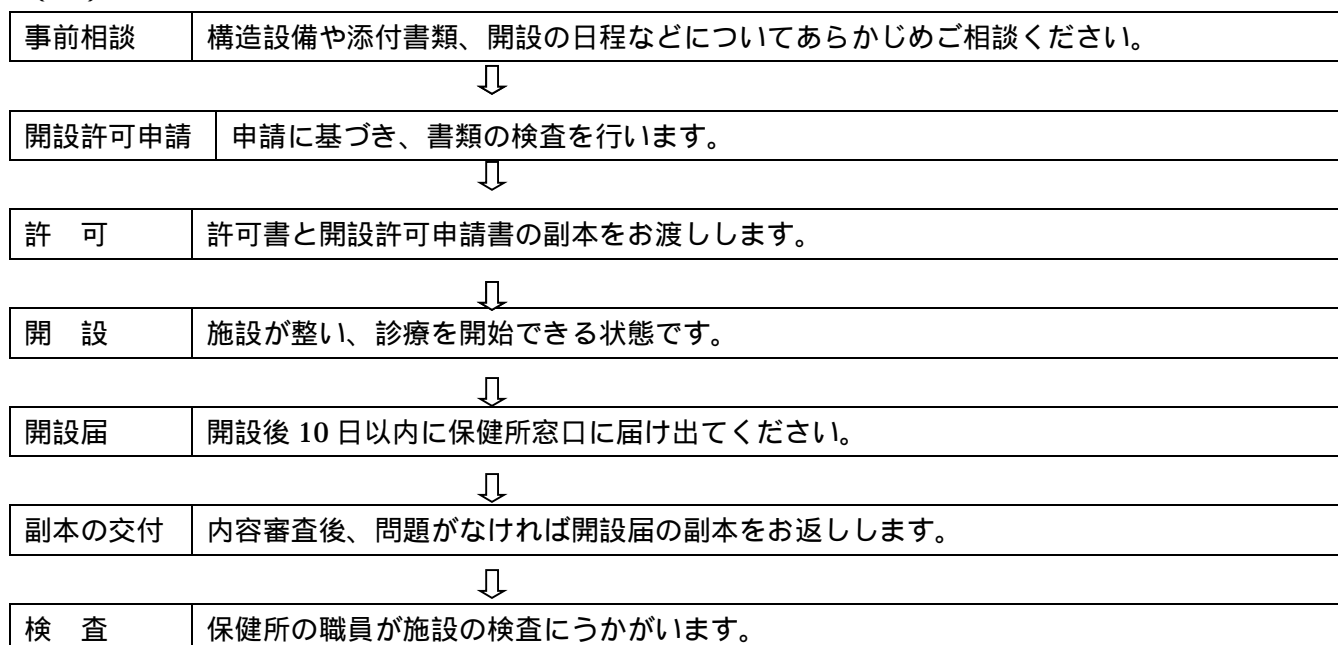 事前相談 構造設備や添付書類、開設の日程などについてあらかじめご相談ください。
開設許可申請 申請に基づき、書類の検査を行います。
許 可 許可書と開設許可申請書の副本をお渡しします。
開 設 施設が整い、診療を開始できる状態です。
開設届 開設後 10 日以内に保健所窓口に届け出てください。
副本の交付 内容審査後、問題がなければ開設届の副本をお返しします。
検 査 保健所の職員が施設の検査にうかがいます。